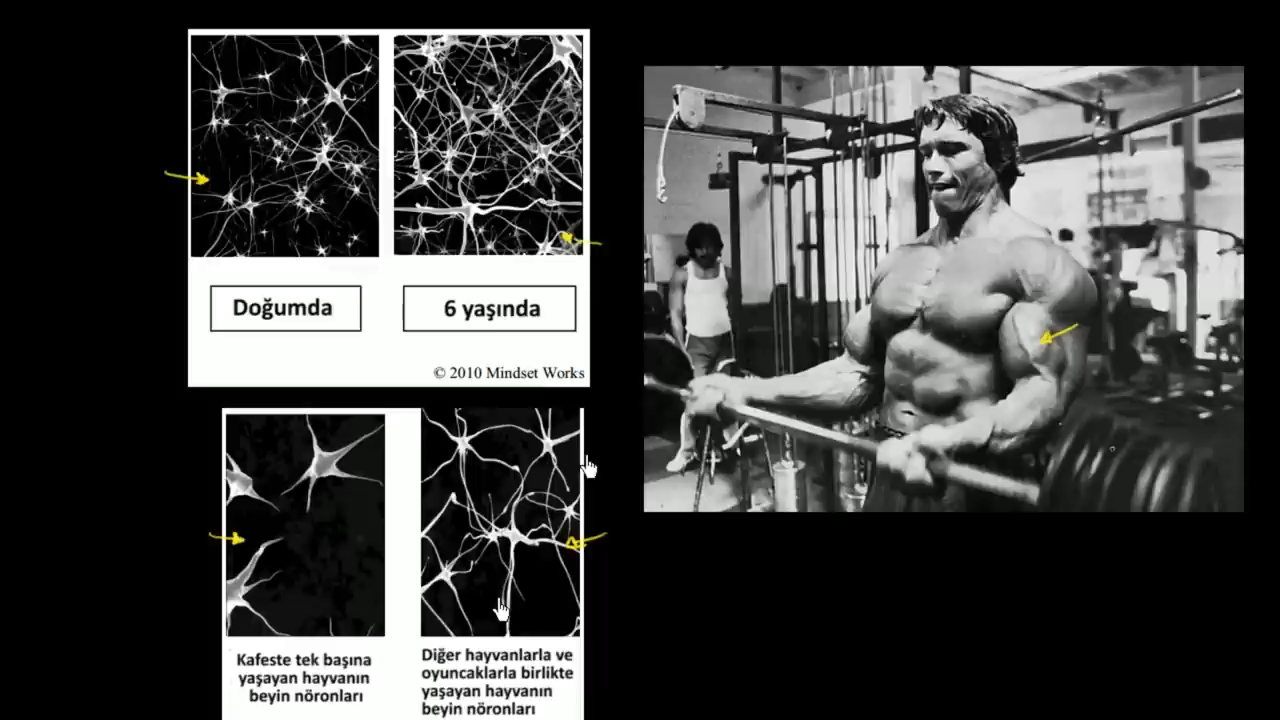 Doğumda
6 yaşında
© 2010 Mindset Works
Kafeste tek başına
yaşayan hayvanın
beyin nöronları
Diğer hayvanlarla ve
oyuncaklarla birlikte
yaşayan hayvanın
beyin nöronları